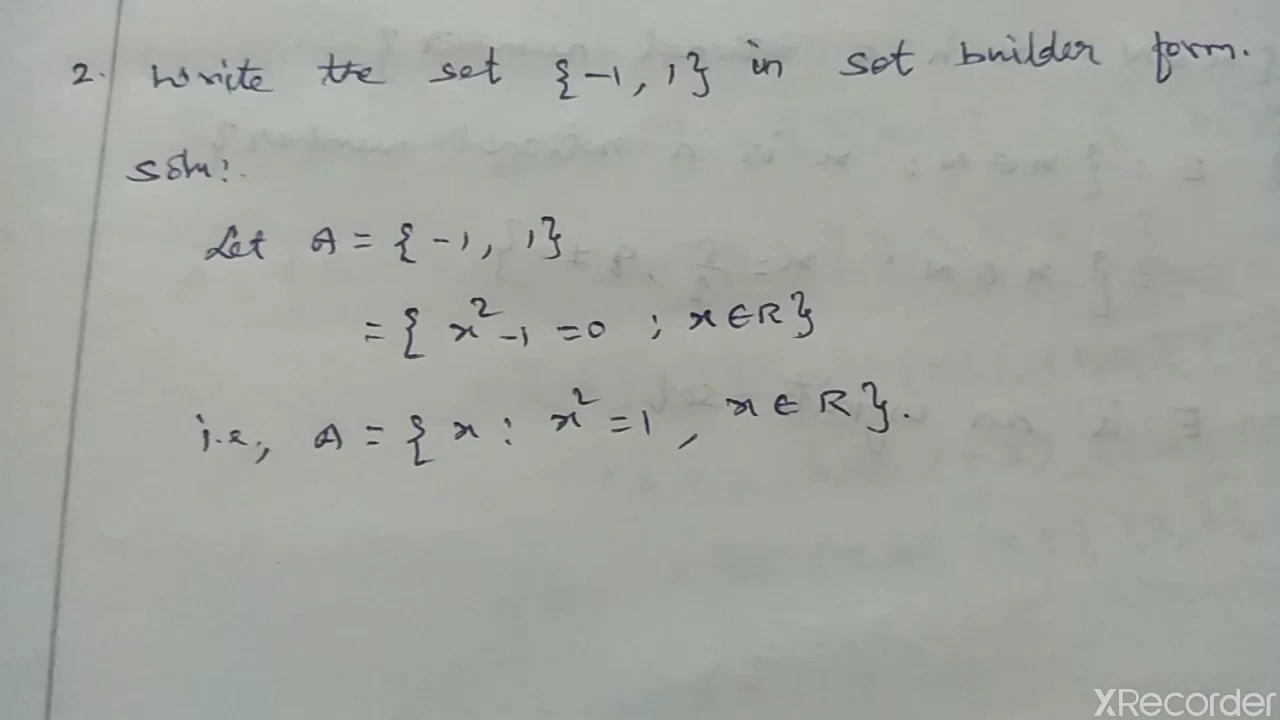 2. Write the set {-1, 1} in set builder form.
Soln:
Let A = { -1, 1}
= { x² -1 = 0 ; x ∈ R}
i.e., A = { x : x² = 1, x ∈ R}.
XRecorder